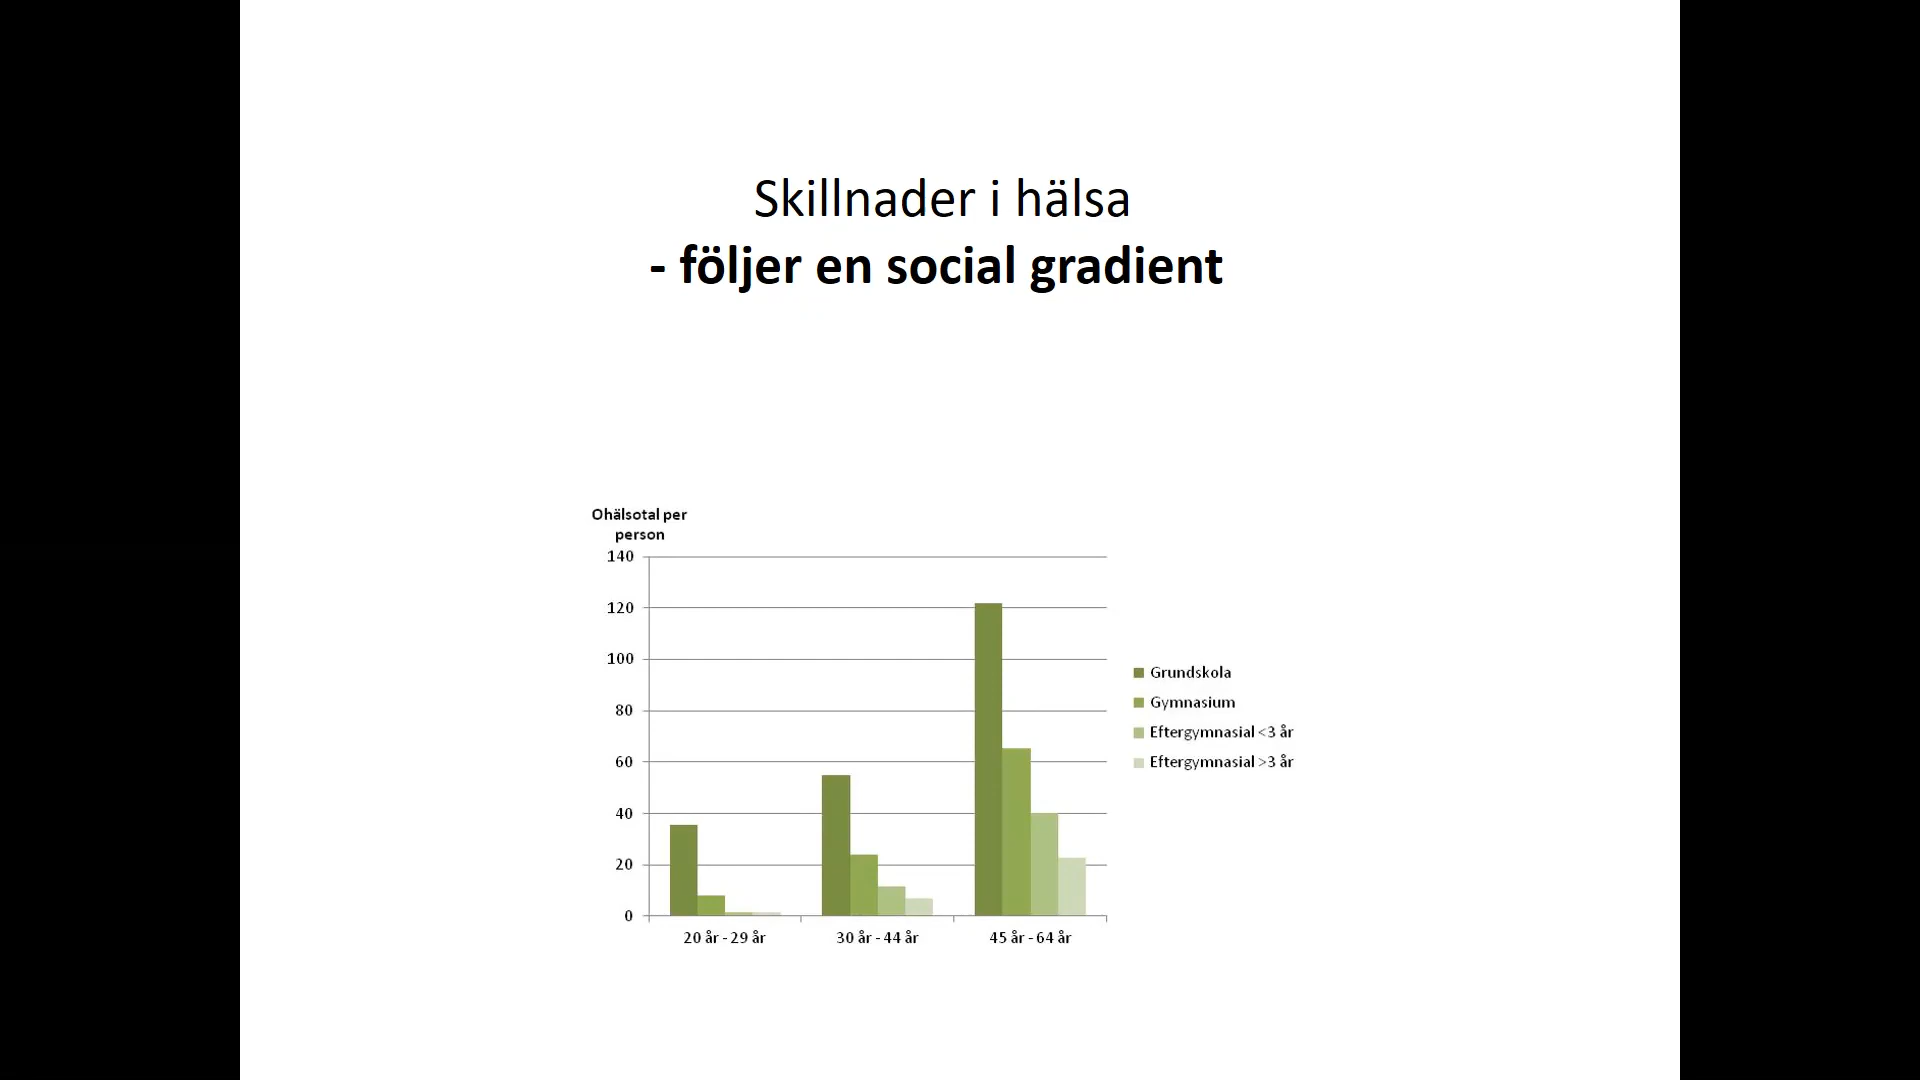 Skillnader i hälsa
- följer en social gradient
Ohälsotal per
person
140
120
100
80
60
40
20
0
20 år - 29 år
30 år - 44 år
45 år - 64 år
Grundskola
Gymnasium
Eftergymnasial <3 år
Eftergymnasial >3 år